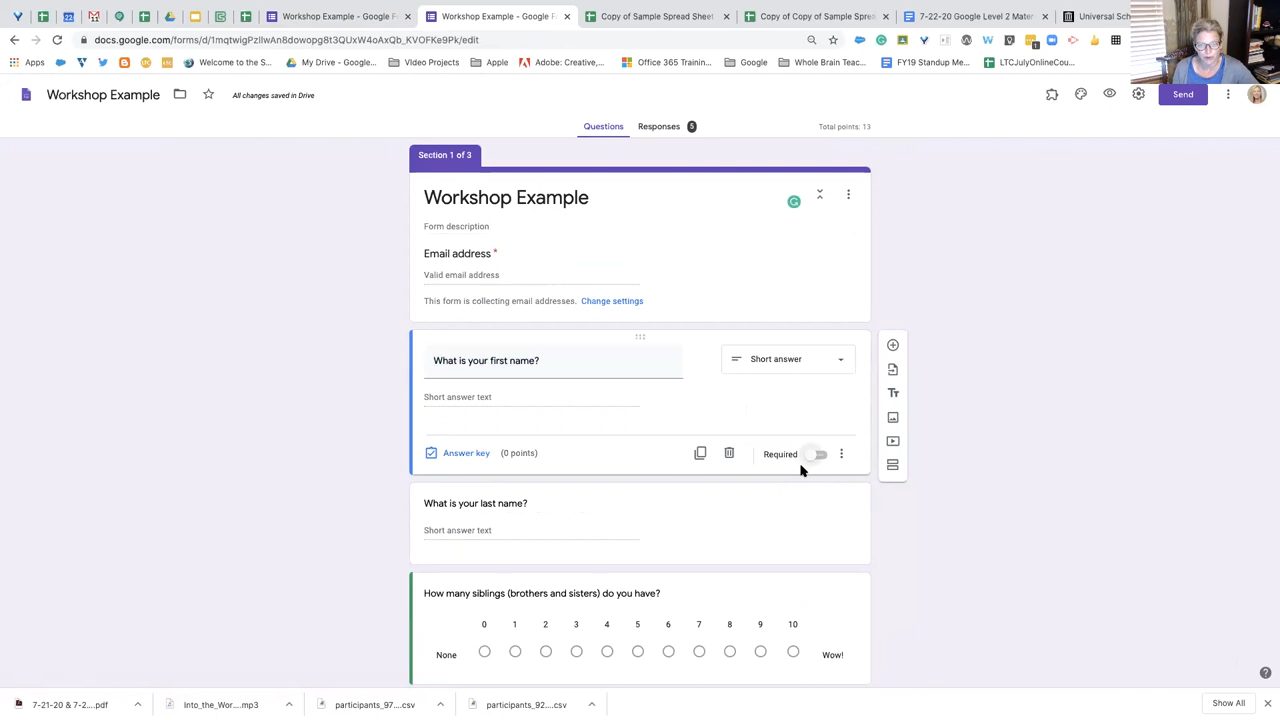 Workshop Example - Google F
Workshop Example - Google F
Copy of Sample Spread Sheet
Copy of Copy of Sample Spre
7-22-20 Google Level 2 Mater
Universal Sch
Apps
Welcome to the S...
My Drive - Google...
Video Projects
Apple
Adobe: Creative,...
Office 365 Trainin...
Google
Whole Brain Teac...
FY19 Standup Me...
LTCJulyOnlineCou...
Workshop Example
All changes saved in Drive
Send
Questions
Responses 5
Total points: 13
Section 1 of 3
Workshop Example
Form description
Email address *
Valid email address
This form is collecting email addresses. Change settings
What is your first name?
Short answer
Short answer text
Answer key (0 points)
Required
What is your last name?
Short answer text
How many siblings (brothers and sisters) do you have?
0 1 2 3 4 5 6 7 8 9 10
None
Wow!
7-21-20 & 7-2....pdf
Into_the_Wor....mp3
participants_97....csv
participants_92....csv
Show All